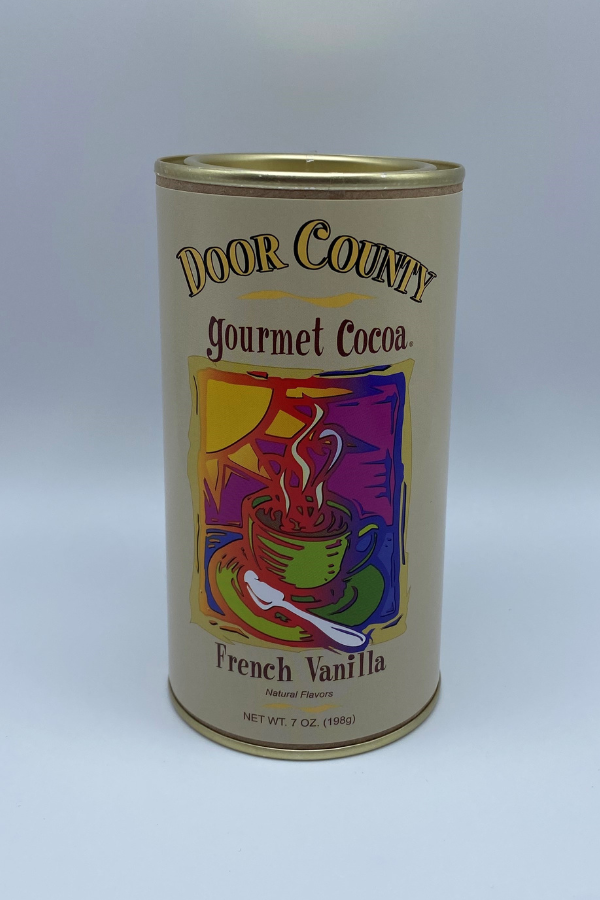 DOOR COUNTY
gourmet Cocoa®
French Vanilla
Natural Flavors
NET WT. 7 OZ. (198g)